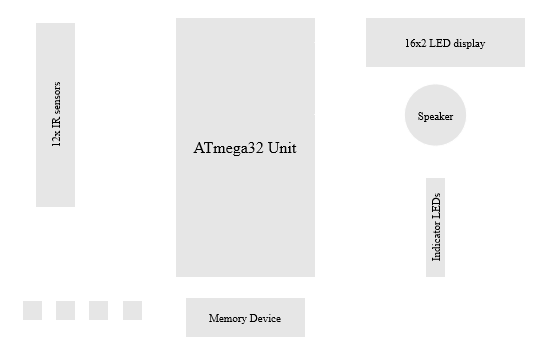 12x IR sensors
ATmega32 Unit
16x2 LED display
Speaker
Indicator LEDs
Memory Device